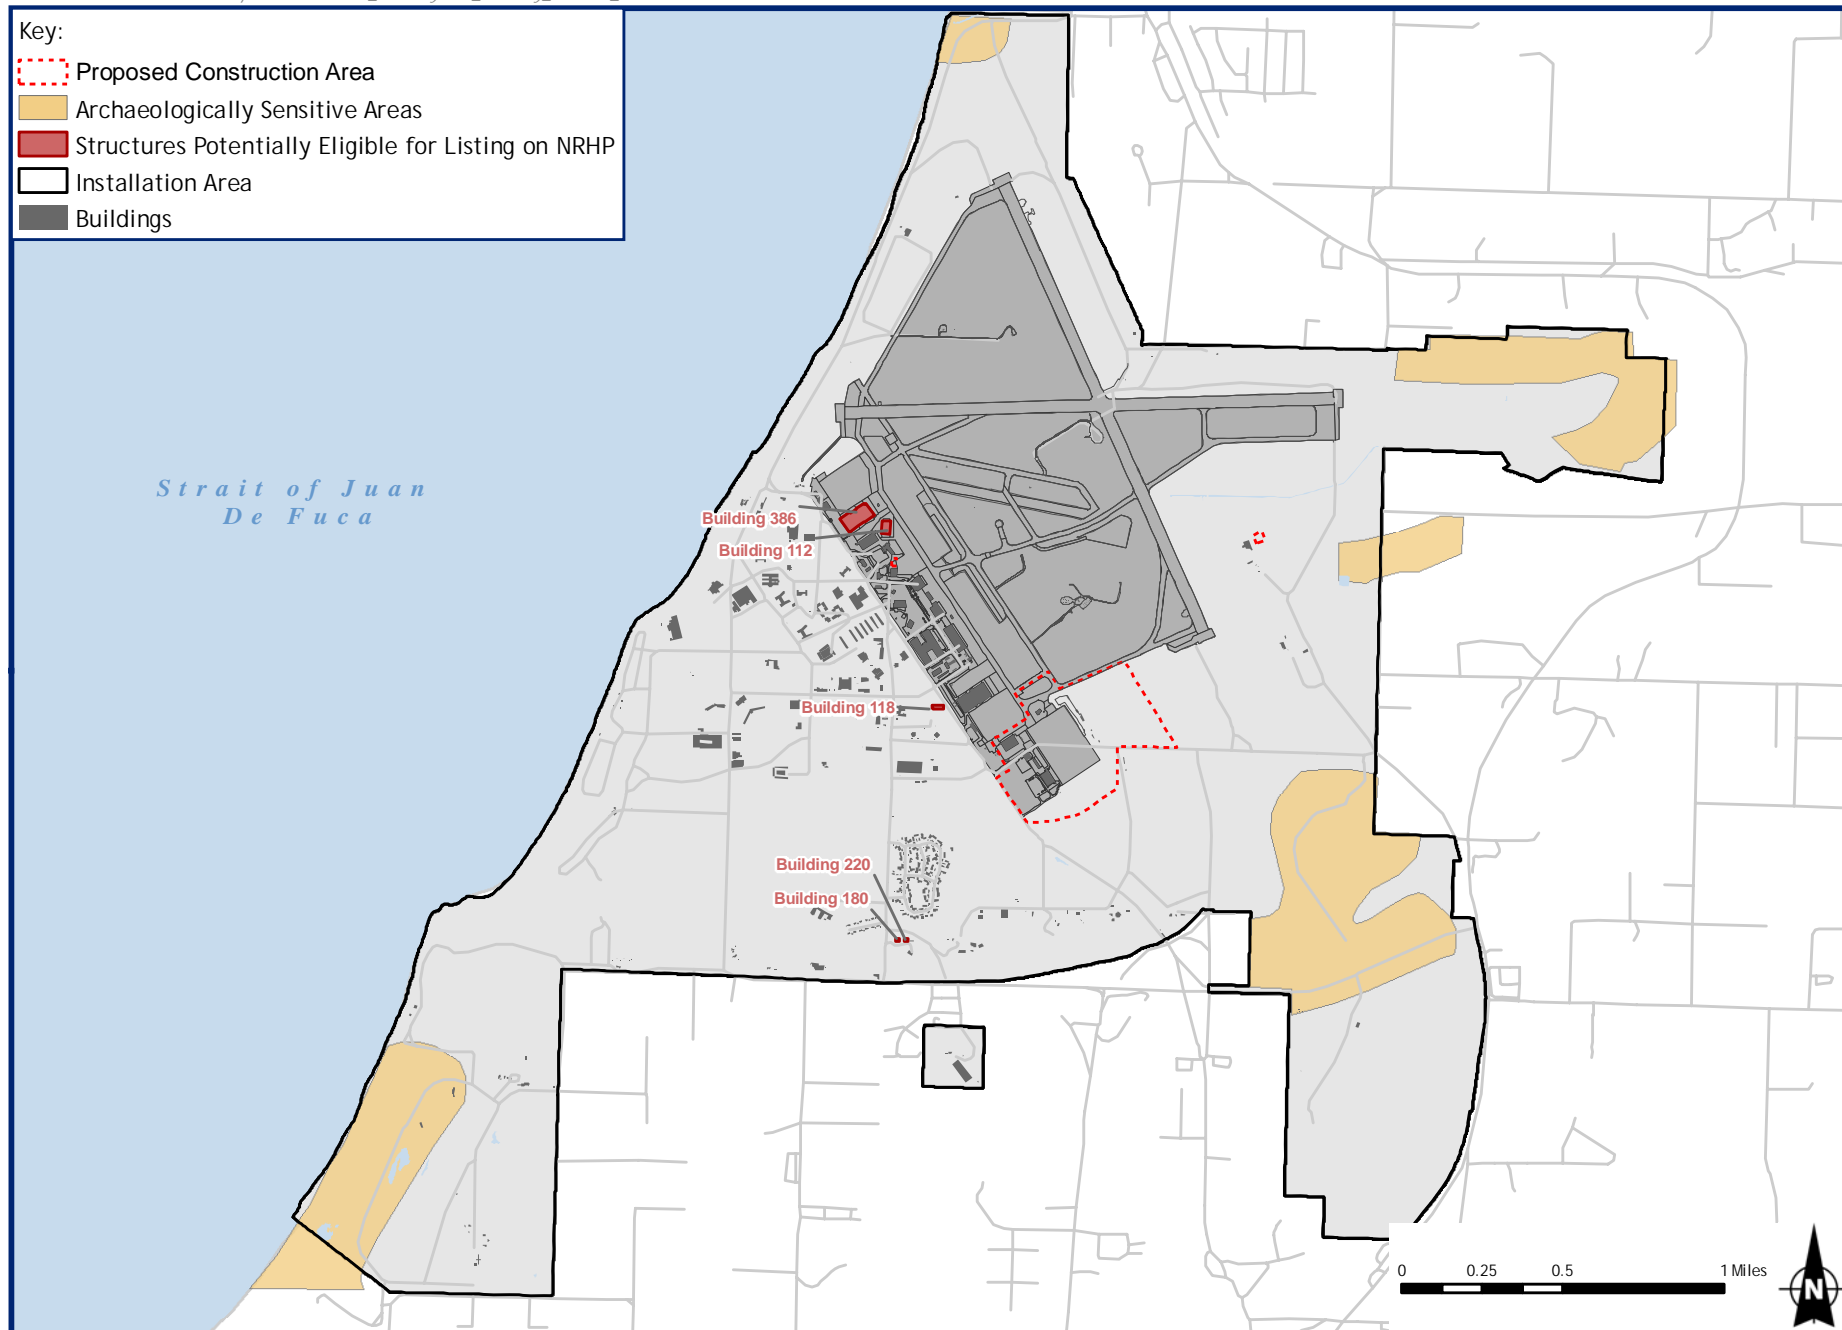 Key:
Proposed Construction Area
Archaeologically Sensitive Areas
Structures Potentially Eligible for Listing on NRHP
Installation Area
Buildings
Strait of Juan
De Fuca
Building 386
Building 112
Building 118
Building 220
Building 180
0 0.25 0.5 1 Miles
N